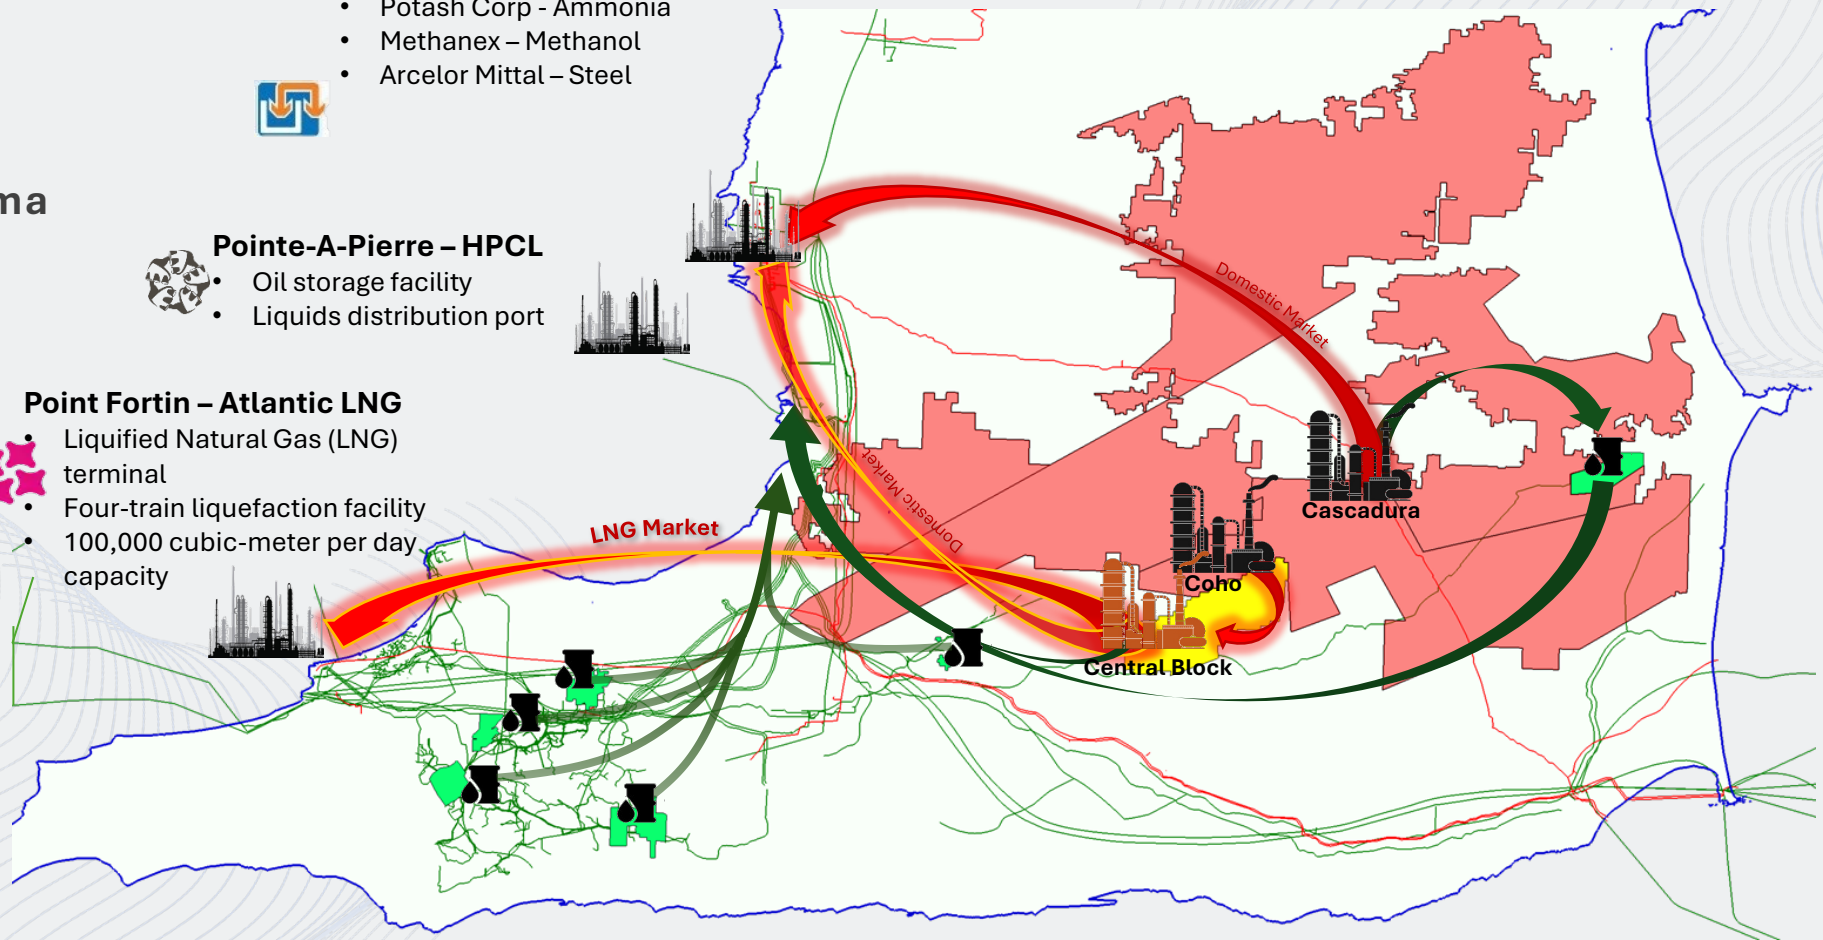 • Potash Corp - Ammonia
• Methanex – Methanol
• Arcelor Mittal – Steel
ma
Pointe-A-Pierre – HPCL
• Oil storage facility
• Liquids distribution port
Point Fortin – Atlantic LNG
• Liquified Natural Gas (LNG)
terminal
• Four-train liquefaction facility
• 100,000 cubic-meter per day
capacity
Domestic Market
Domestic Market
LNG Market
Cascadura
Coho
Central Block